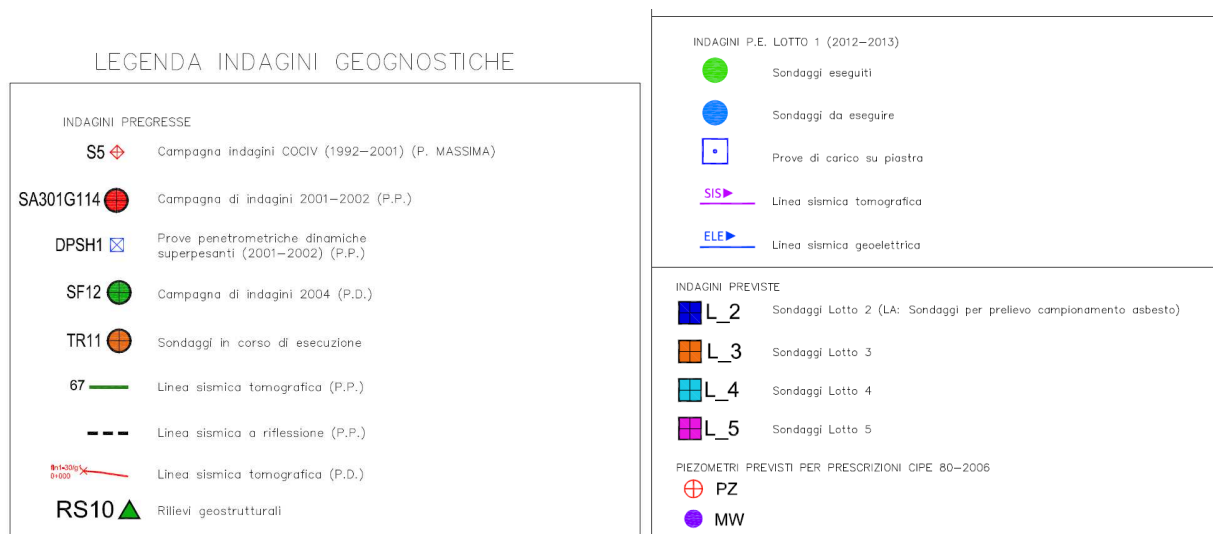 LEGENDA INDAGINI GEOGNOSTICHE
INDAGINI PREGRESSE
S5 Campagna indagini COCIV (1992-2001) (P. MASSIMA)
SA301G114 Campagna di indagini 2001-2002 (P.P.)
DPSH1 Prove penetrometriche dinamiche
superpesanti (2001-2002) (P.P.)
SF12 Campagna di indagini 2004 (P.D.)
TR11 Sondaggi in corso di esecuzione
67 Linea sismica tomografica (P.P.)
Linea sismica a riflessione (P.P.)
Linea sismica tomografica (P.D.)
0+000
RS10 Rilievi geostrutturali
INDAGINI P.E. LOTTO 1 (2012-2013)
Sondaggi eseguiti
Sondaggi da eseguire
Prove di carico su piastra
SIS Linea sismica tomografica
ELE Linea sismica geoelettrica
INDAGINI PREVISTE
L_2 Sondaggi Lotto 2 (LA: Sondaggi per prelievo campionamento asbesto)
L_3 Sondaggi Lotto 3
L_4 Sondaggi Lotto 4
L_5 Sondaggi Lotto 5
PIEZOMETRI PREVISTI PER PRESCRIZIONI CIPE 80-2006
PZ
MW